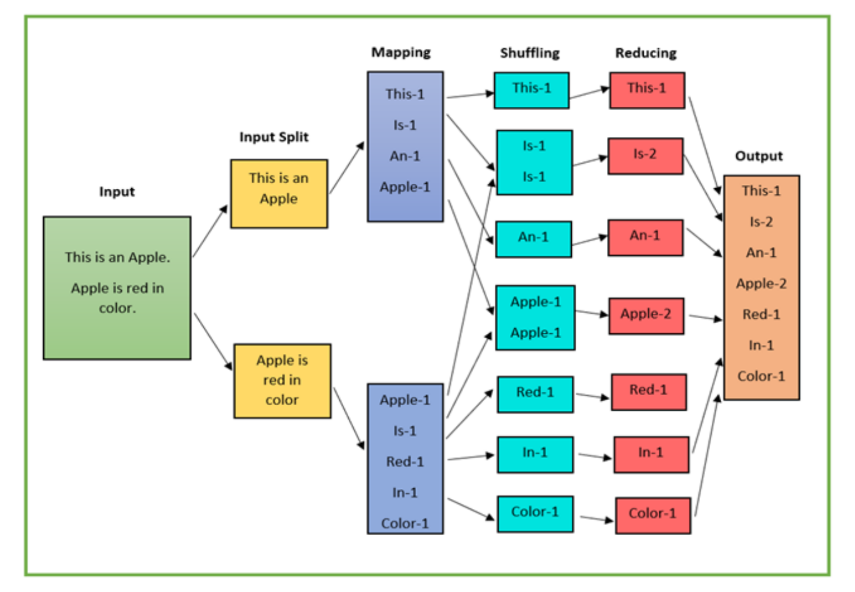 Input
This is an Apple.
Apple is red in
color.
Input Split
This is an
Apple
Apple is
red in
color
Mapping
This-1
Is-1
An-1
Apple-1
Apple-1
Is-1
Red-1
In-1
Color-1
Shuffling
This-1
Is-1
Is-1
An-1
Apple-1
Apple-1
Red-1
In-1
Color-1
Reducing
This-1
Is-2
An-1
Apple-2
Red-1
In-1
Color-1
Output
This-1
Is-2
An-1
Apple-2
Red-1
In-1
Color-1